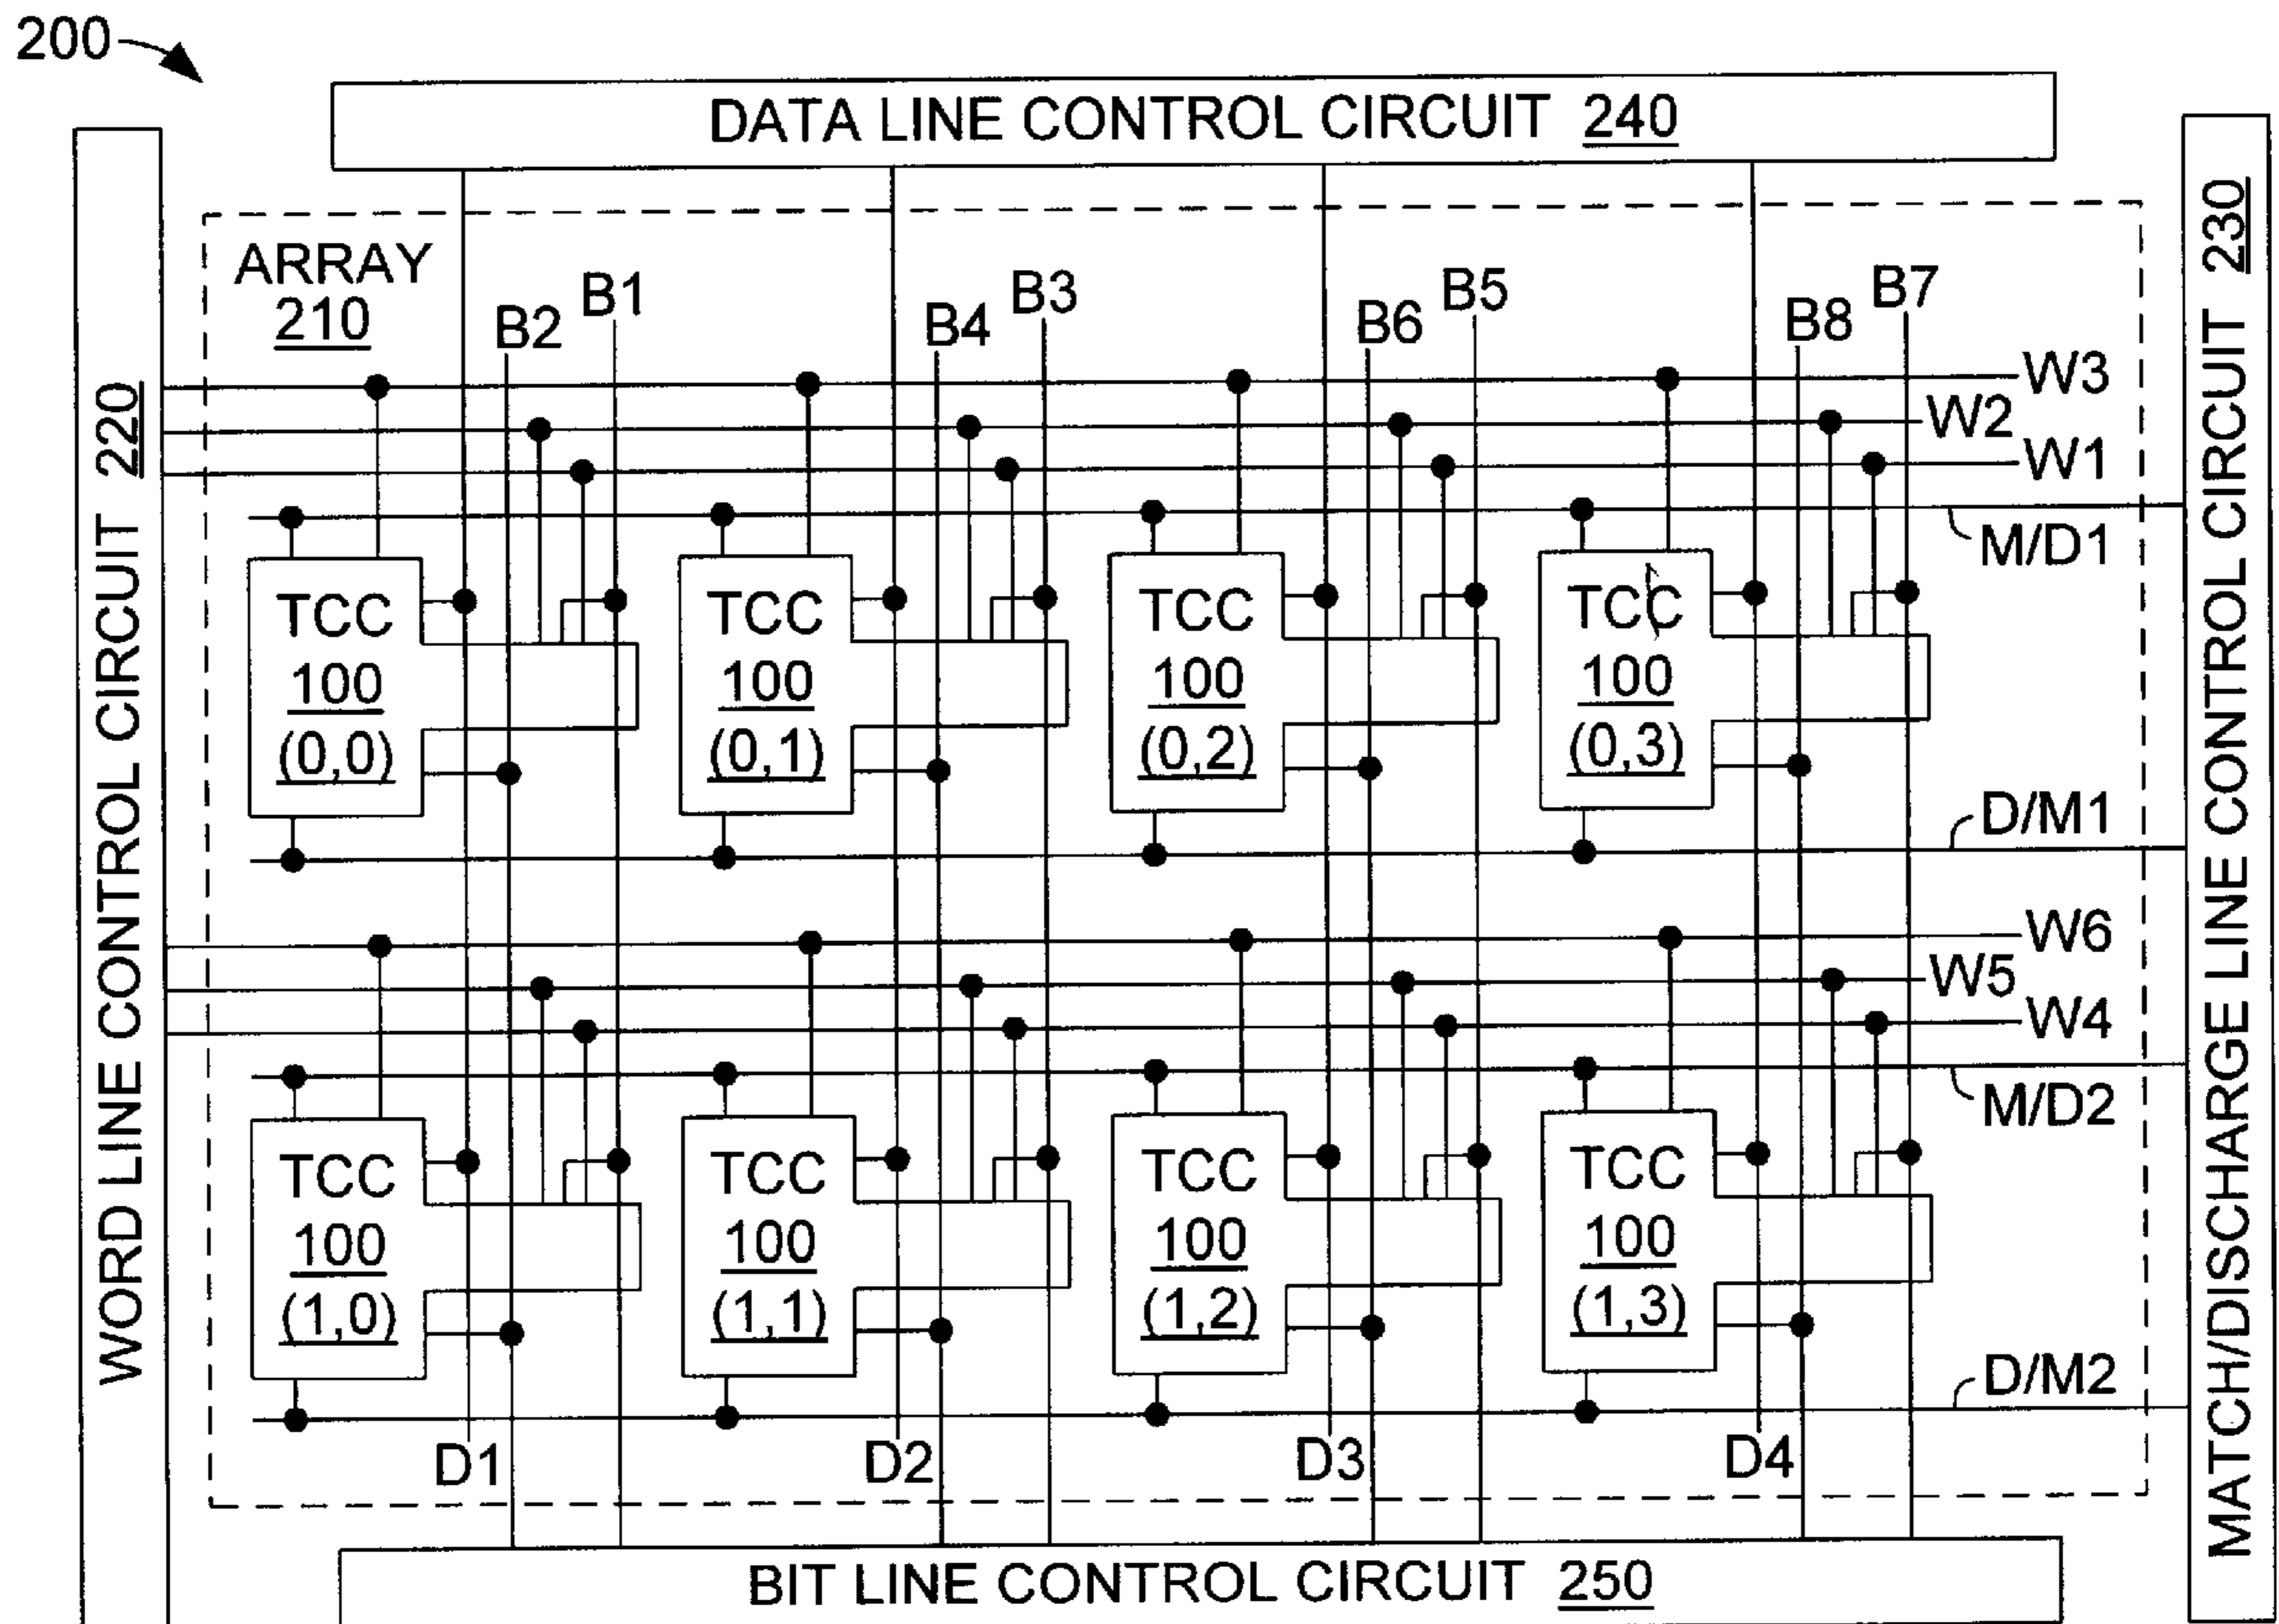 200
DATA LINE CONTROL CIRCUIT 240
WORD LINE CONTROL CIRCUIT 220
MATCH/DISCHARGE LINE CONTROL CIRCUIT 230
ARRAY
210
B2
B1
B4
B3
B6
B5
B8
B7
W3
W2
W1
M/D1
TCC
100
(0,0)
TCC
100
(0,1)
TCC
100
(0,2)
TCC
100
(0,3)
D/M1
W6
W5
W4
M/D2
TCC
100
(1,0)
TCC
100
(1,1)
TCC
100
(1,2)
TCC
100
(1,3)
D/M2
D1
D2
D3
D4
BIT LINE CONTROL CIRCUIT 250